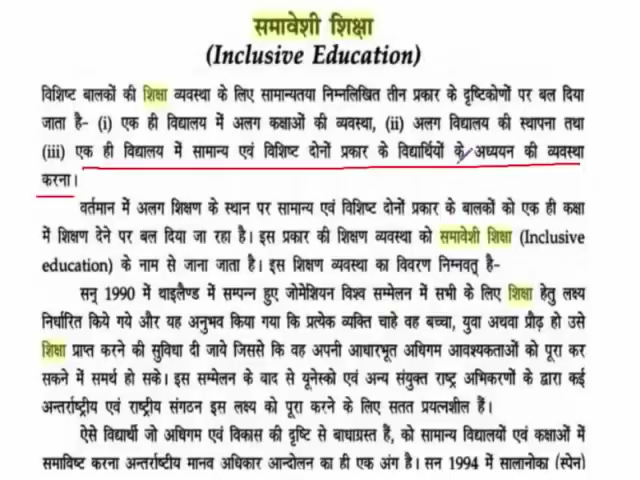 समावेशी शिक्षा
(Inclusive Education)
विशिष्ट बालकों की शिक्षा व्यवस्था के लिए सामान्यतया निम्नलिखित तीन प्रकार के दृष्टिकोणों पर बल दिया
जाता है- (i) एक ही विद्यालय में अलग कक्षाओं की व्यवस्था, (ii) अलग विद्यालय की स्थापना तथा
(iii) एक ही विद्यालय में सामान्य एवं विशिष्ट दोनों प्रकार के विद्यार्थियों के अध्ययन की व्यवस्था
करना।
वर्तमान में अलग शिक्षण के स्थान पर सामान्य एवं विशिष्ट दोनों प्रकार के बालकों को एक ही कक्षा
में शिक्षण देने पर बल दिया जा रहा है। इस प्रकार की शिक्षण व्यवस्था को समावेशी शिक्षा (Inclusive
education) के नाम से जाना जाता है। इस शिक्षण व्यवस्था का विवरण निम्नवत् है-
सन् 1990 में थाइलैण्ड में सम्पन्न हुए जोमेशियन विश्व सम्मेलन में सभी के लिए शिक्षा हेतु लक्ष्य
निर्धारित किये गये और यह अनुभव किया गया कि प्रत्येक व्यक्ति चाहे वह बच्चा, युवा अथवा प्रौढ़ हो उसे
शिक्षा प्राप्त करने की सुविधा दी जाये जिससे कि वह अपनी आधारभूत अधिगम आवश्यकताओं को पूरा कर
सकने में समर्थ हो सके। इस सम्मेलन के बाद से यूनेस्को एवं अन्य संयुक्त राष्ट्र अभिकरणों के द्वारा कई
अन्तर्राष्ट्रीय एवं राष्ट्रीय संगठन इस लक्ष्य को पूरा करने के लिए सतत प्रयत्नशील हैं।
ऐसे विद्यार्थी जो अधिगम एवं विकास की दृष्टि से बाधाग्रस्त हैं, को सामान्य विद्यालयों एवं कक्षाओं में
समाविष्ट करना अन्तर्राष्ट्रीय मानव अधिकार आन्दोलन का ही एक अंग है। सन 1994 में सालानोका (स्पेन)